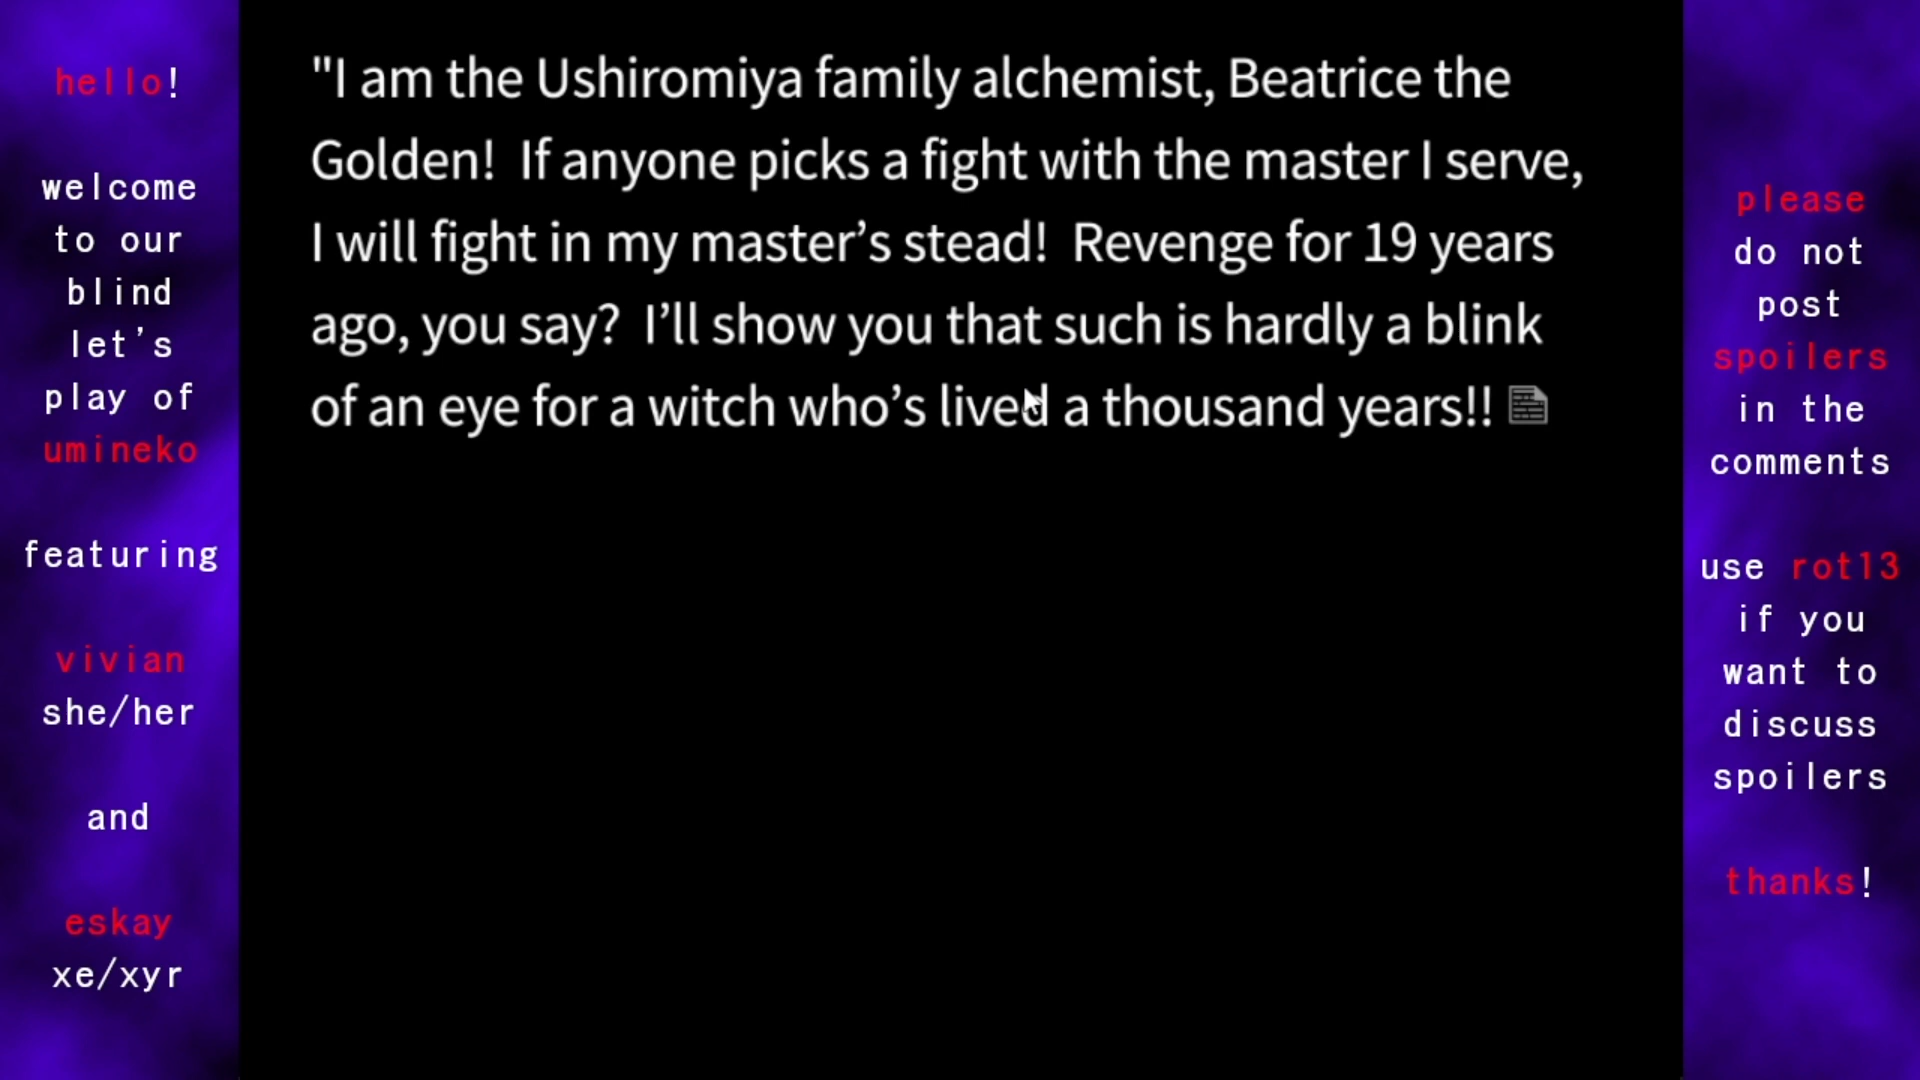 hello!
welcome
to our
blind
let's
play of
umineko
featuring
vivian
she/her
and
eskay
xe/xyr
"I am the Ushiromiya family alchemist, Beatrice the
Golden!  If anyone picks a fight with the master I serve,
I will fight in my master’s stead!  Revenge for 19 years
ago, you say?  I’ll show you that such is hardly a blink
of an eye for a witch who’s lived a thousand years!!
please
do not
post
spoilers
in the
comments
use rot13
if you
want to
discuss
spoilers
thanks!